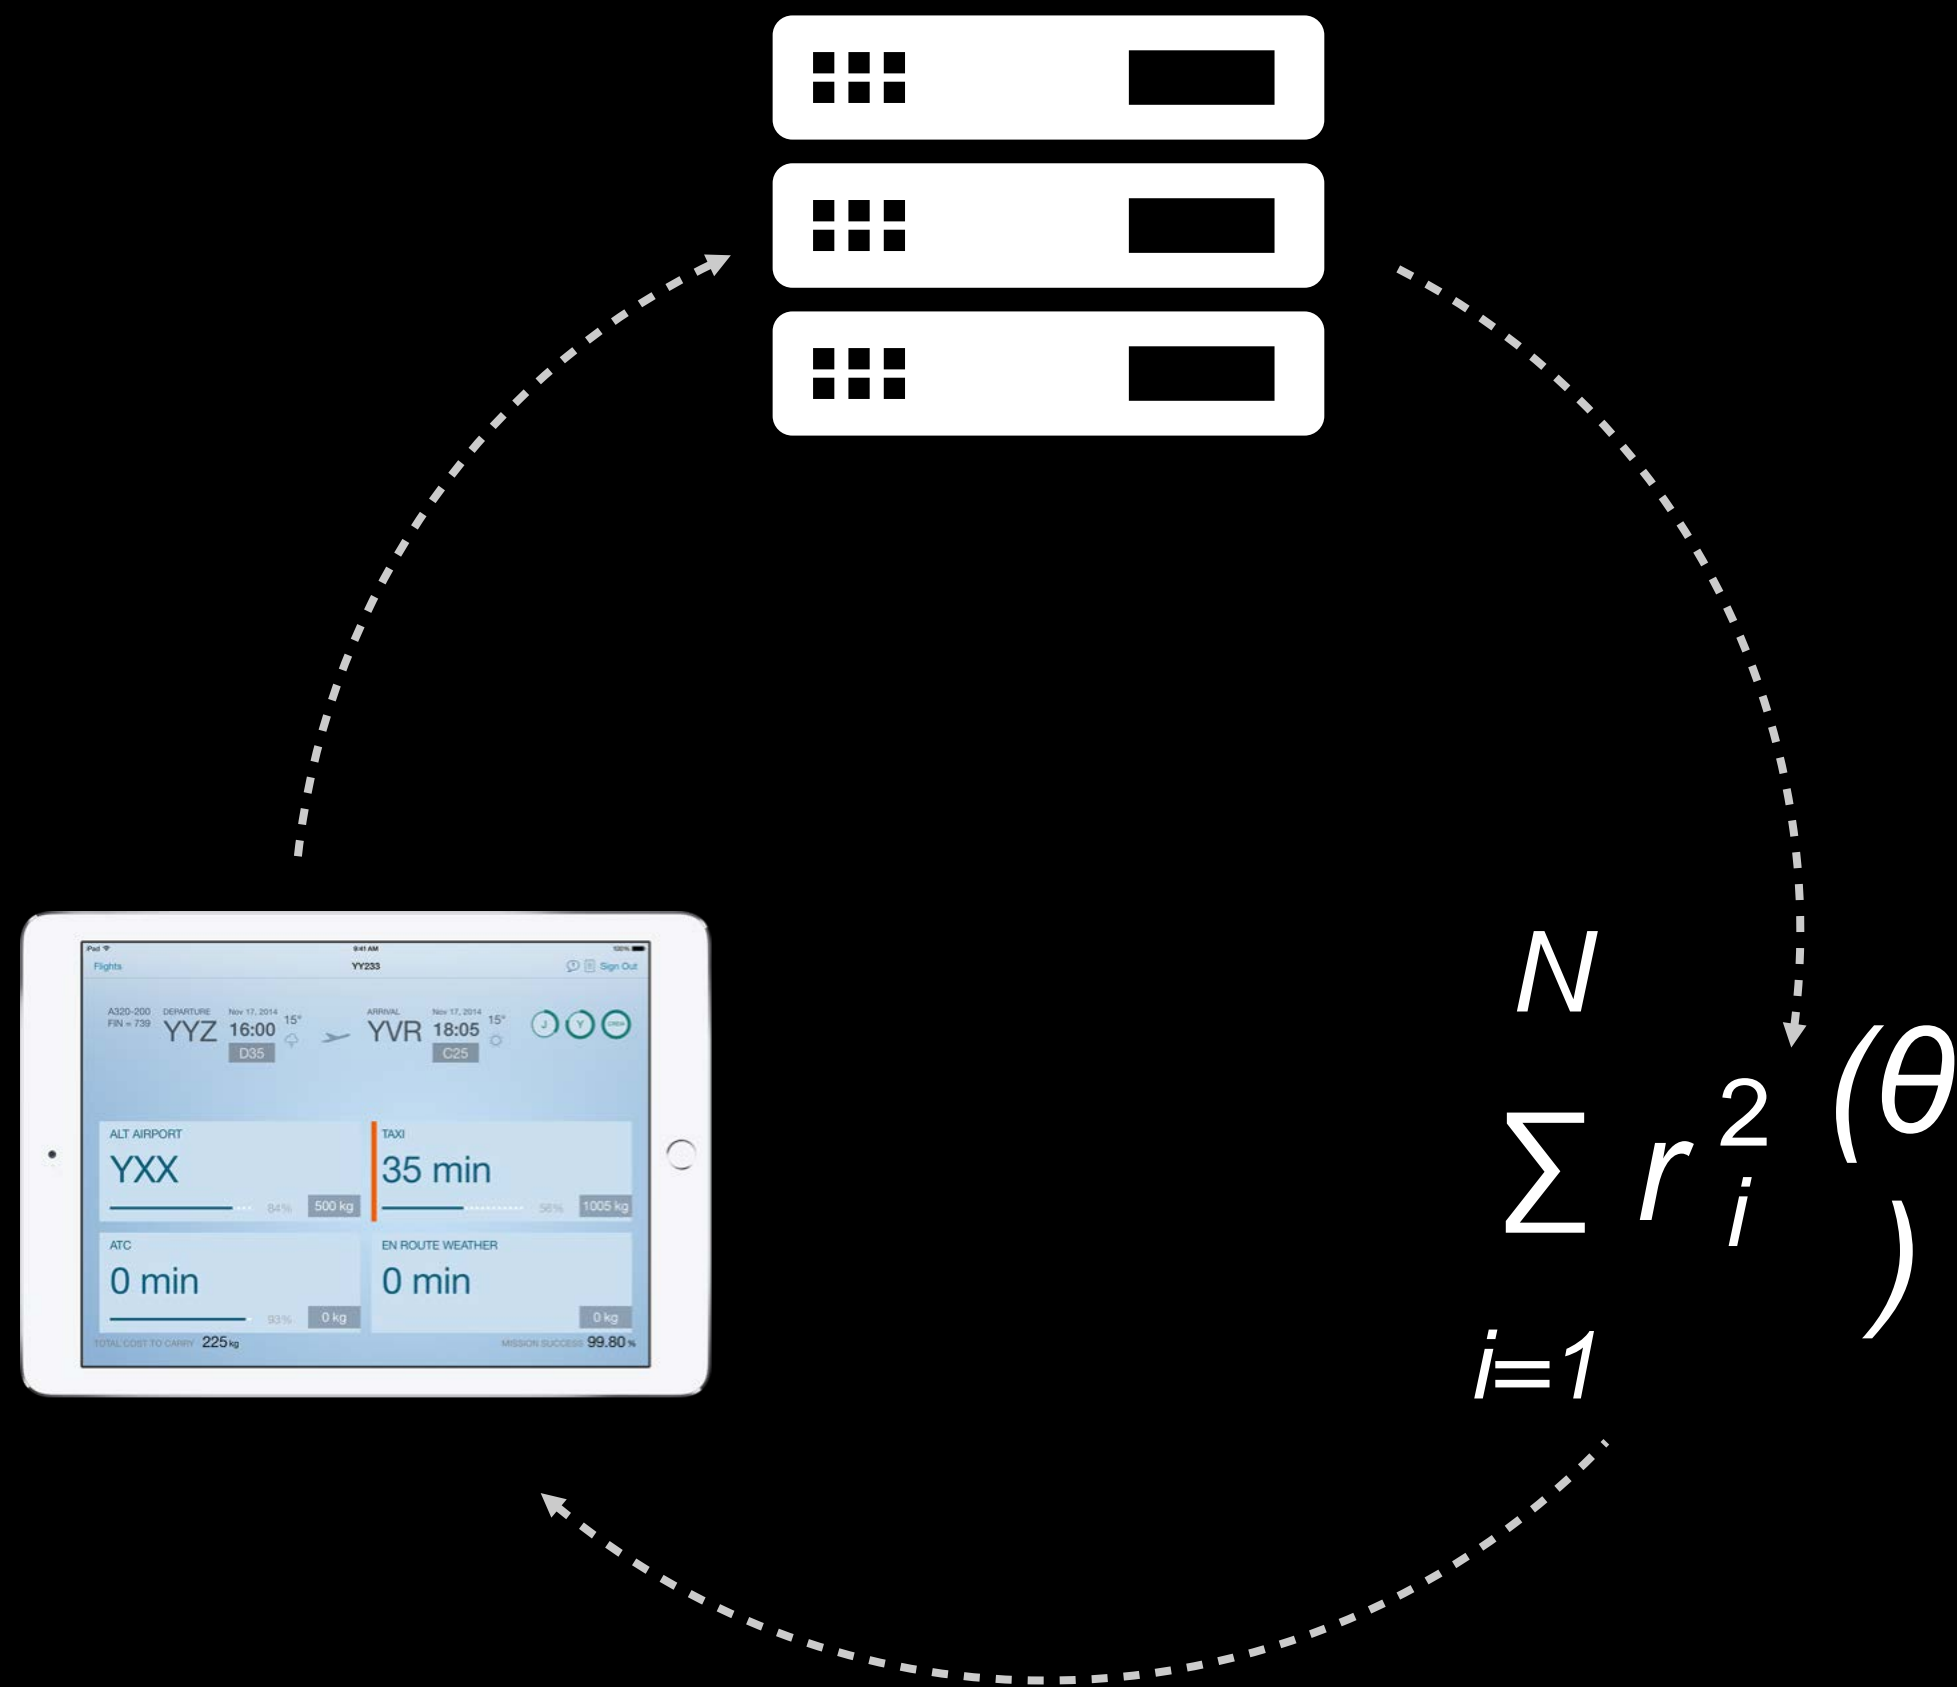 iPad 9:41 AM 100%
Flights YY233 Sign Out
A320-200 DEPARTURE Nov 17, 2014 15° ARRIVAL Nov 17, 2014 15°
FIN = 739 YYZ 16:00 YVR 18:05 J Y CREW
D35 C25
ALT AIRPORT TAXI
YXX 35 min
84% 500 kg 56% 1005 kg
ATC EN ROUTE WEATHER
0 min 0 min
93% 0 kg 0 kg
TOTAL COST TO CARRY 225 kg MISSION SUCCESS 99.80 %
N
∑ r 2 i (θ
)
i=1